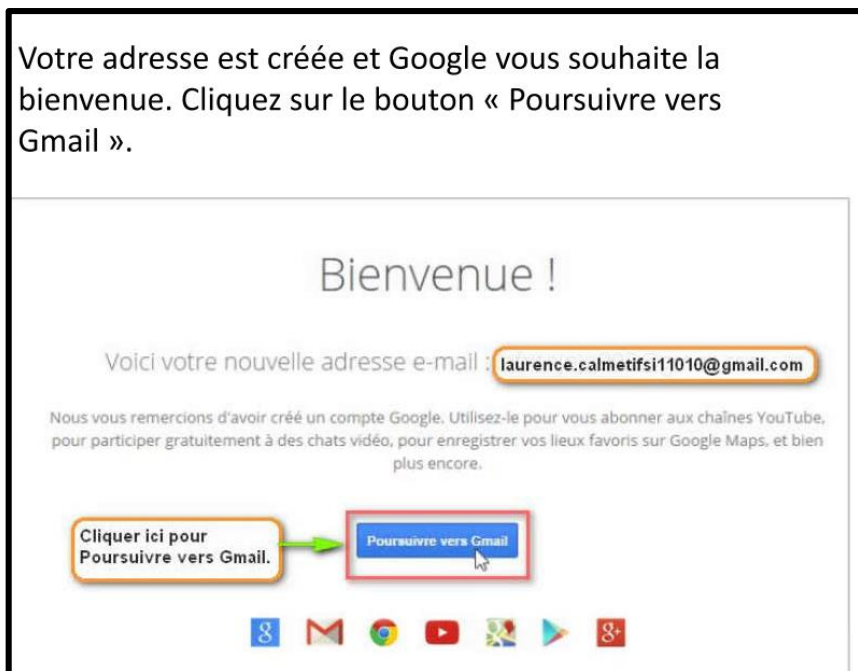 Votre adresse est créée et Google vous souhaite la
bienvenue. Cliquez sur le bouton « Poursuivre vers
Gmail ».
Bienvenue !
Voici votre nouvelle adresse e-mail : laurence.calmetifsi11010@gmail.com
Nous vous remercions d'avoir créé un compte Google. Utilisez-le pour vous abonner aux chaînes YouTube,
pour participer gratuitement à des chats vidéo, pour enregistrer vos lieux favoris sur Google Maps, et bien
plus encore.
Cliquer ici pour
Poursuivre vers Gmail.
Poursuivre vers Gmail